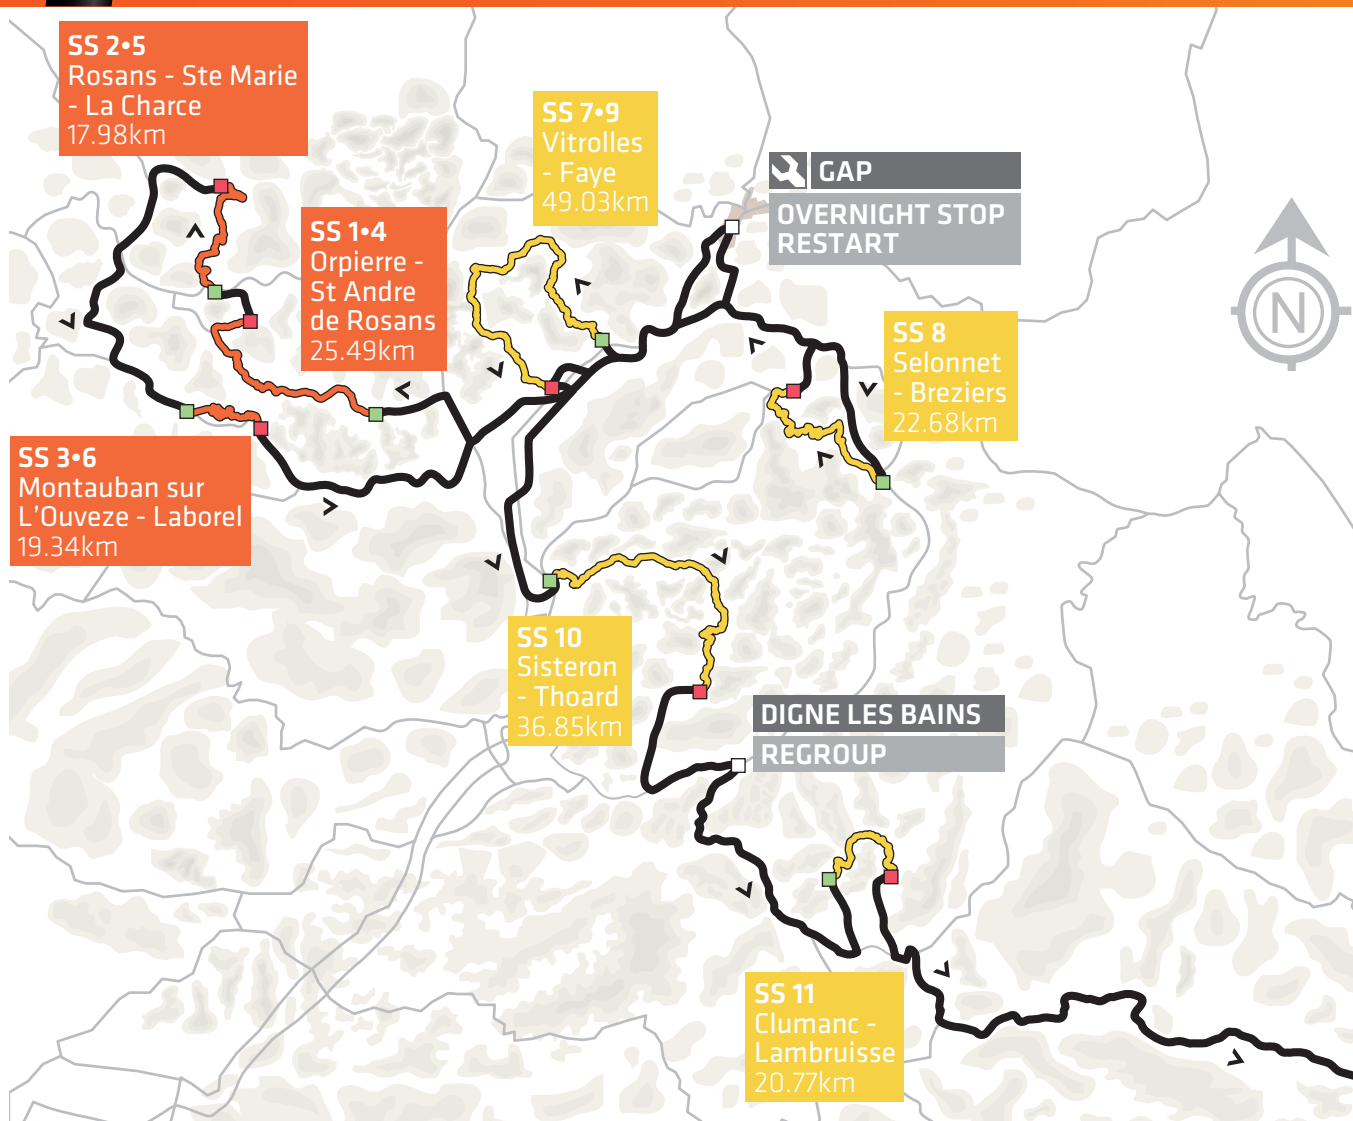 SS 2•5
Rosans - Ste Marie
- La Charce
17.98km
SS 7•9
Vitrolles
- Faye
49.03km
GAP
OVERNIGHT STOP
RESTART
SS 1•4
Orpierre -
St Andre
de Rosans
25.49km
N
SS 8
Selonnet
- Breziers
22.68km
SS 3•6
Montauban sur
L'Ouveze - Laborel
19.34km
SS 10
Sisteron
- Thoard
36.85km
DIGNE LES BAINS
REGROUP
SS 11
Clumanc -
Lambruisse
20.77km